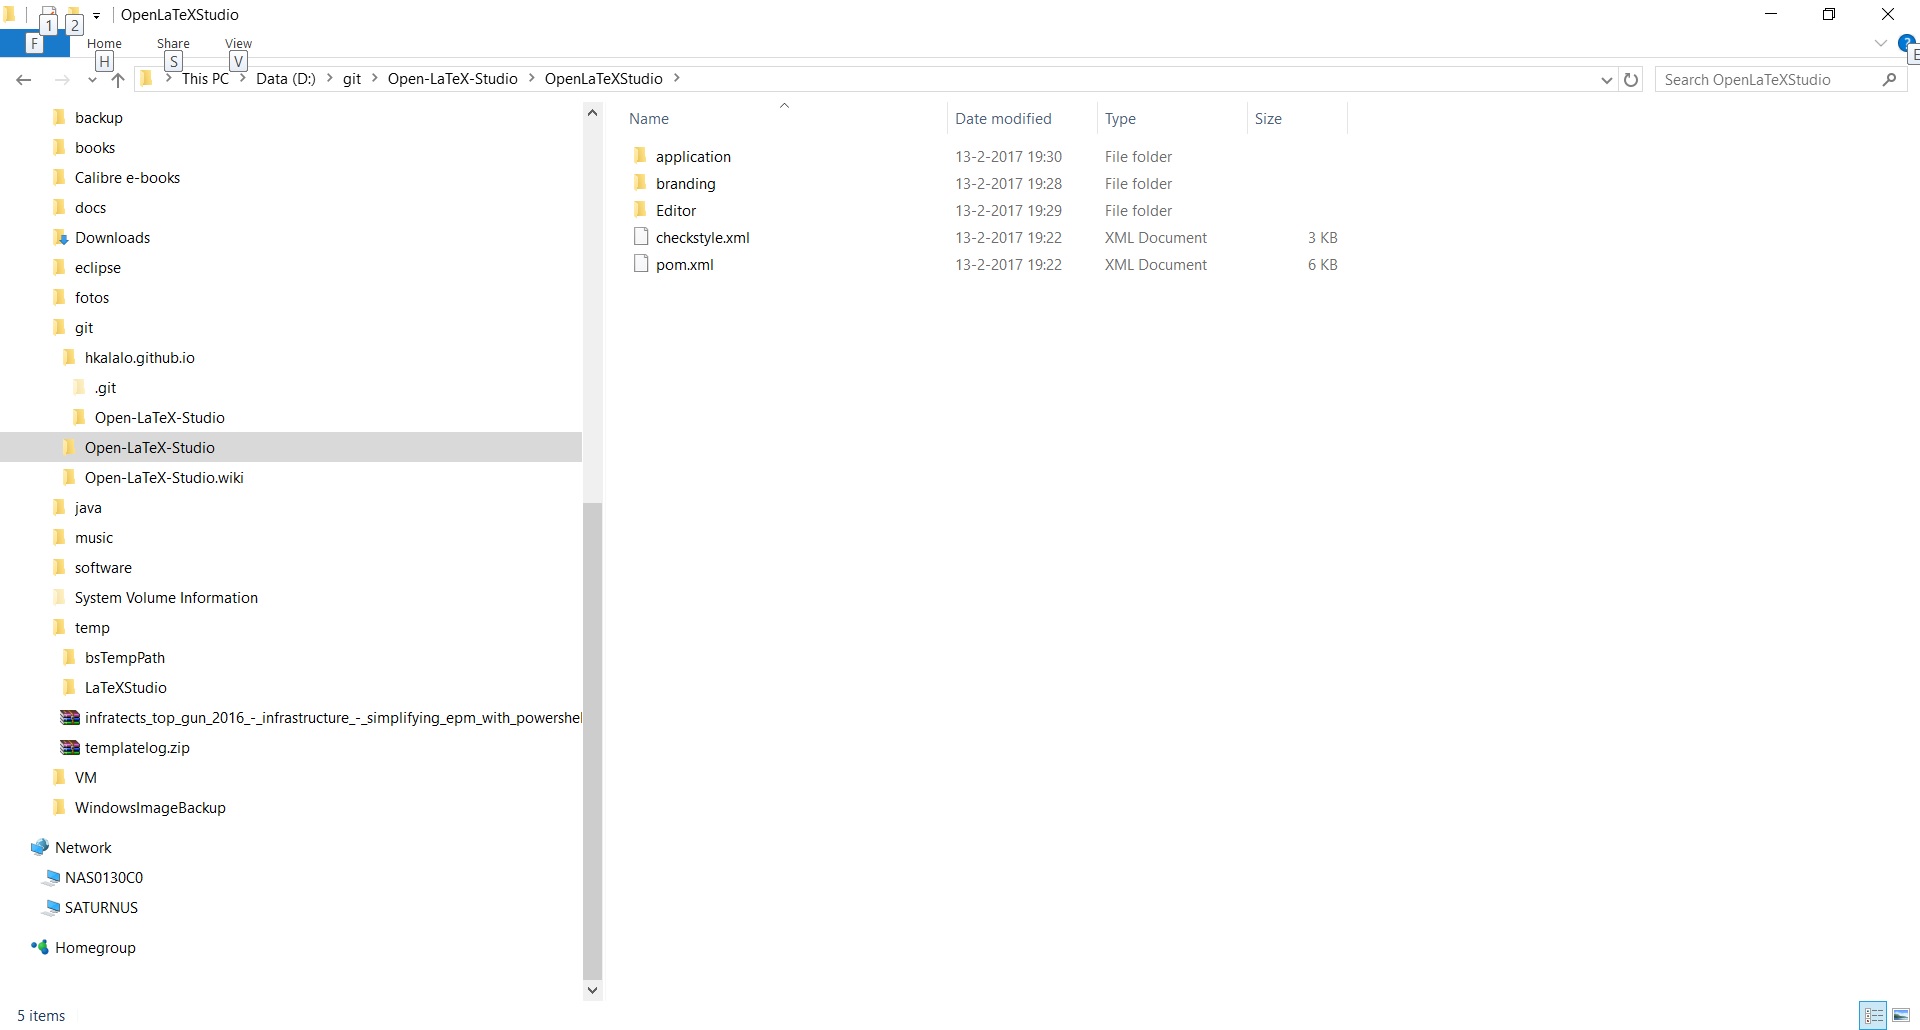 1 2 OpenLaTeXStudio
F Home Share View ?
H S V E
This PC Data (D:) git Open-LaTeX-Studio OpenLaTeXStudio Search OpenLaTeXStudio
Name Date modified Type Size
application 13-2-2017 19:30 File folder
branding 13-2-2017 19:28 File folder
Editor 13-2-2017 19:29 File folder
checkstyle.xml 13-2-2017 19:22 XML Document 3 KB
pom.xml 13-2-2017 19:22 XML Document 6 KB
backup
books
Calibre e-books
docs
Downloads
eclipse
fotos
git
hkalalo.github.io
.git
Open-LaTeX-Studio
Open-LaTeX-Studio
Open-LaTeX-Studio.wiki
java
music
software
System Volume Information
temp
bsTempPath
LaTeXStudio
infratects_top_gun_2016_-_infrastructure_-_simplifying_epm_with_powershel
templatelog.zip
VM
WindowsImageBackup
Network
NAS0130C0
SATURNUS
Homegroup
5 items